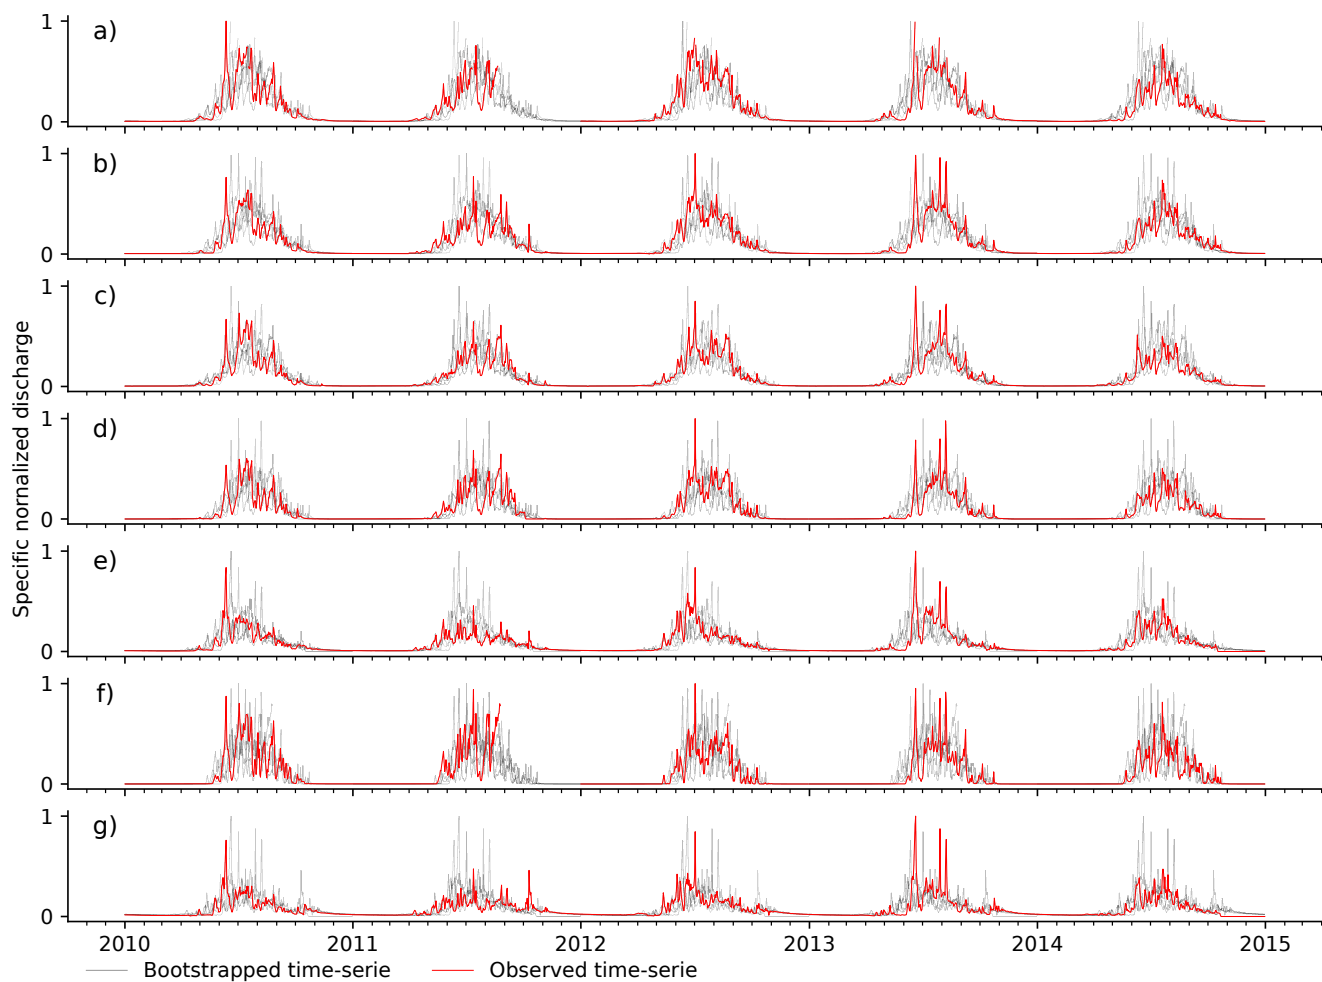 Specific nornalized discharge
a)
1
0
b)
1
0
c)
1
0
d)
1
0
e)
1
0
f)
1
0
g)
1
0
2010 2011 2012 2013 2014 2015
Bootstrapped time-serie Observed time-serie